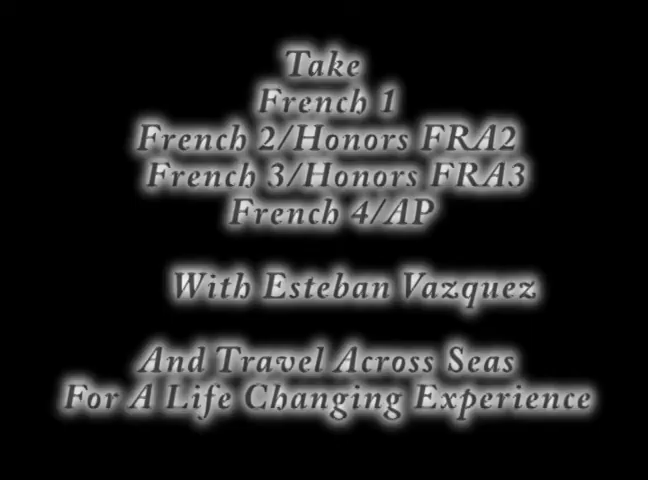 Take
French 1
French 2/Honors FRA2
French 3/Honors FRA3
French 4/AP
With Esteban Vazquez
And Travel Across Seas
For A Life Changing Experience